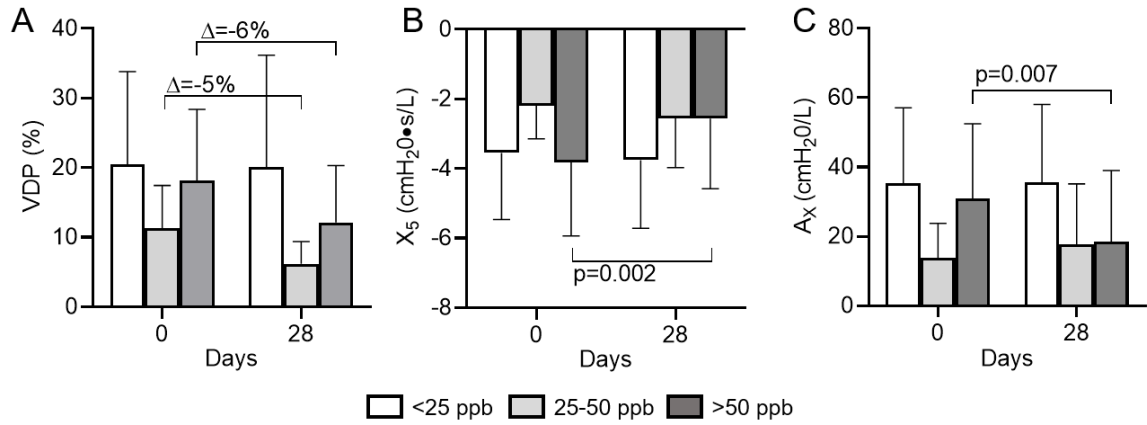 A
B
C
VDP (%)
40
30
20
10
0
Δ=-6%
Δ=-5%
0
28
Days
X5 (cmH20●s/L)
0
-2
-4
-6
-8
p=0.002
0
28
Days
AX (cmH20/L)
80
60
40
20
0
p=0.007
0
28
Days
<25 ppb
25-50 ppb
>50 ppb